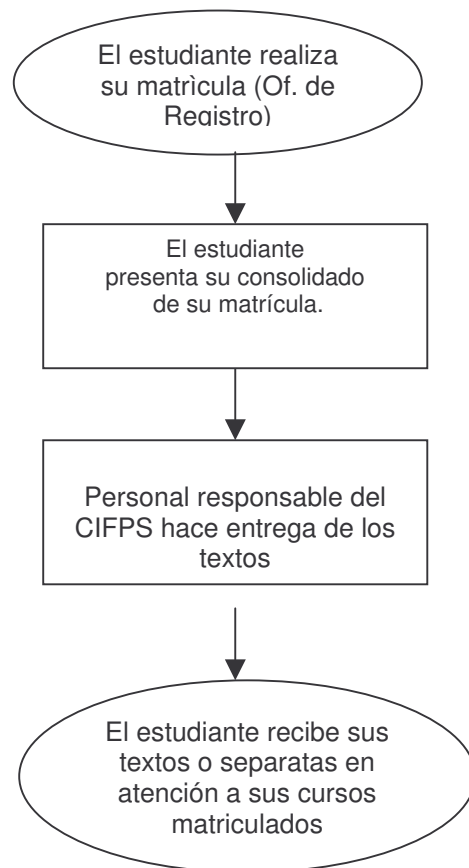 El estudiante realiza
su matrìcula (Of. de
Registro)
El estudiante
presenta su consolidado
de su matrícula.
Personal responsable del
CIFPS hace entrega de los
textos
El estudiante recibe sus
textos o separatas en
atención a sus cursos
matriculados